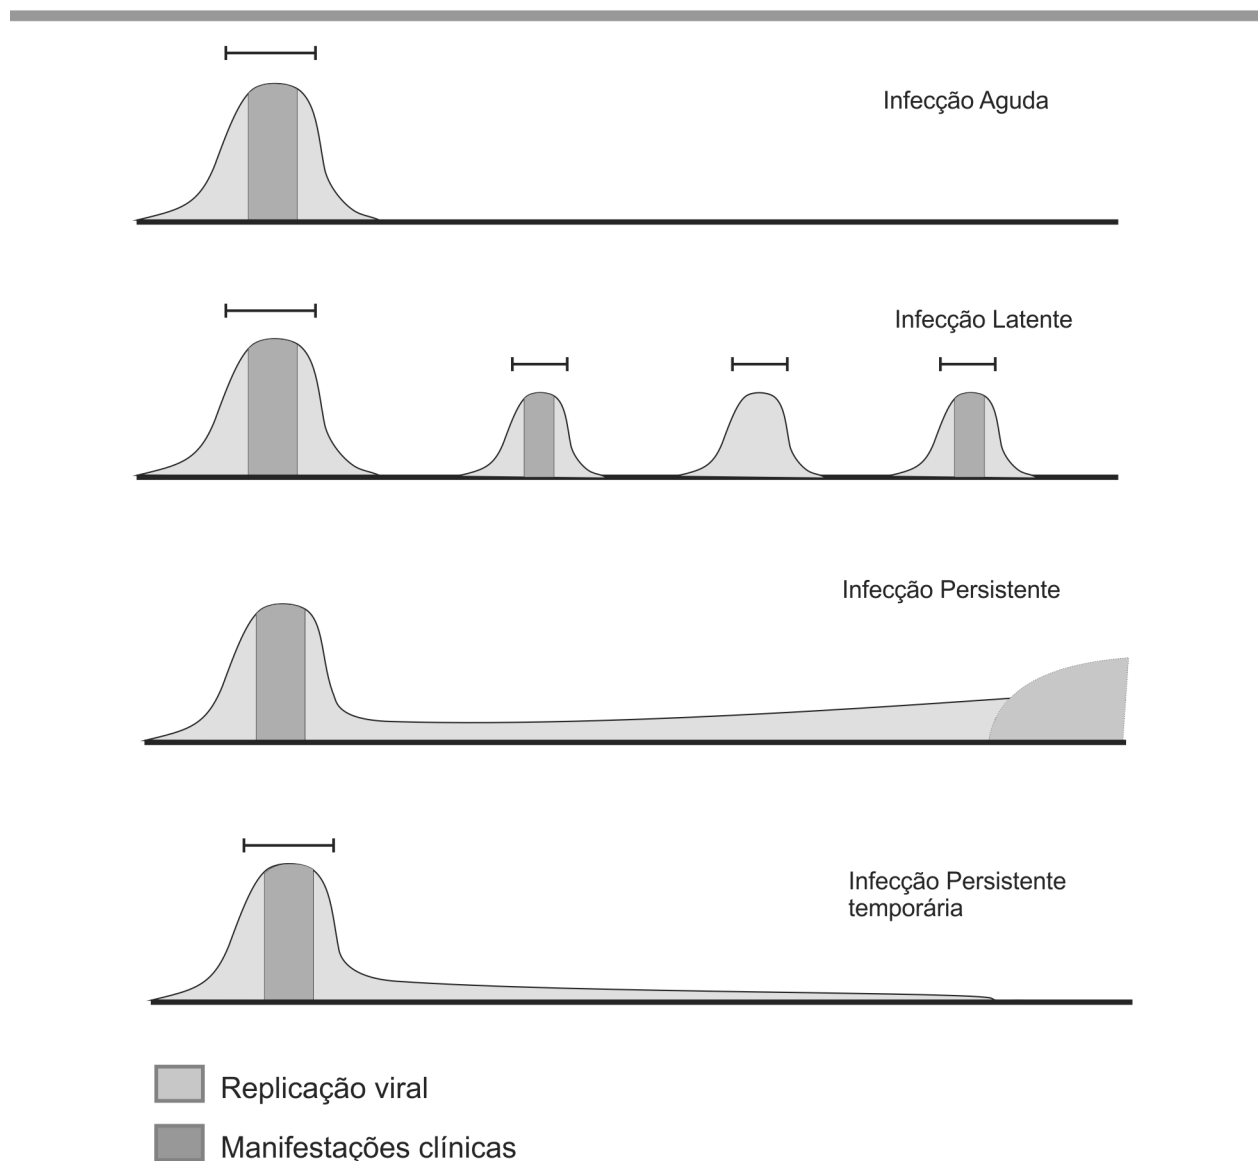 Infecção Aguda
Infecção Latente
Infecção Persistente
Infecção Persistente
temporária
Replicação viral
Manifestações clínicas